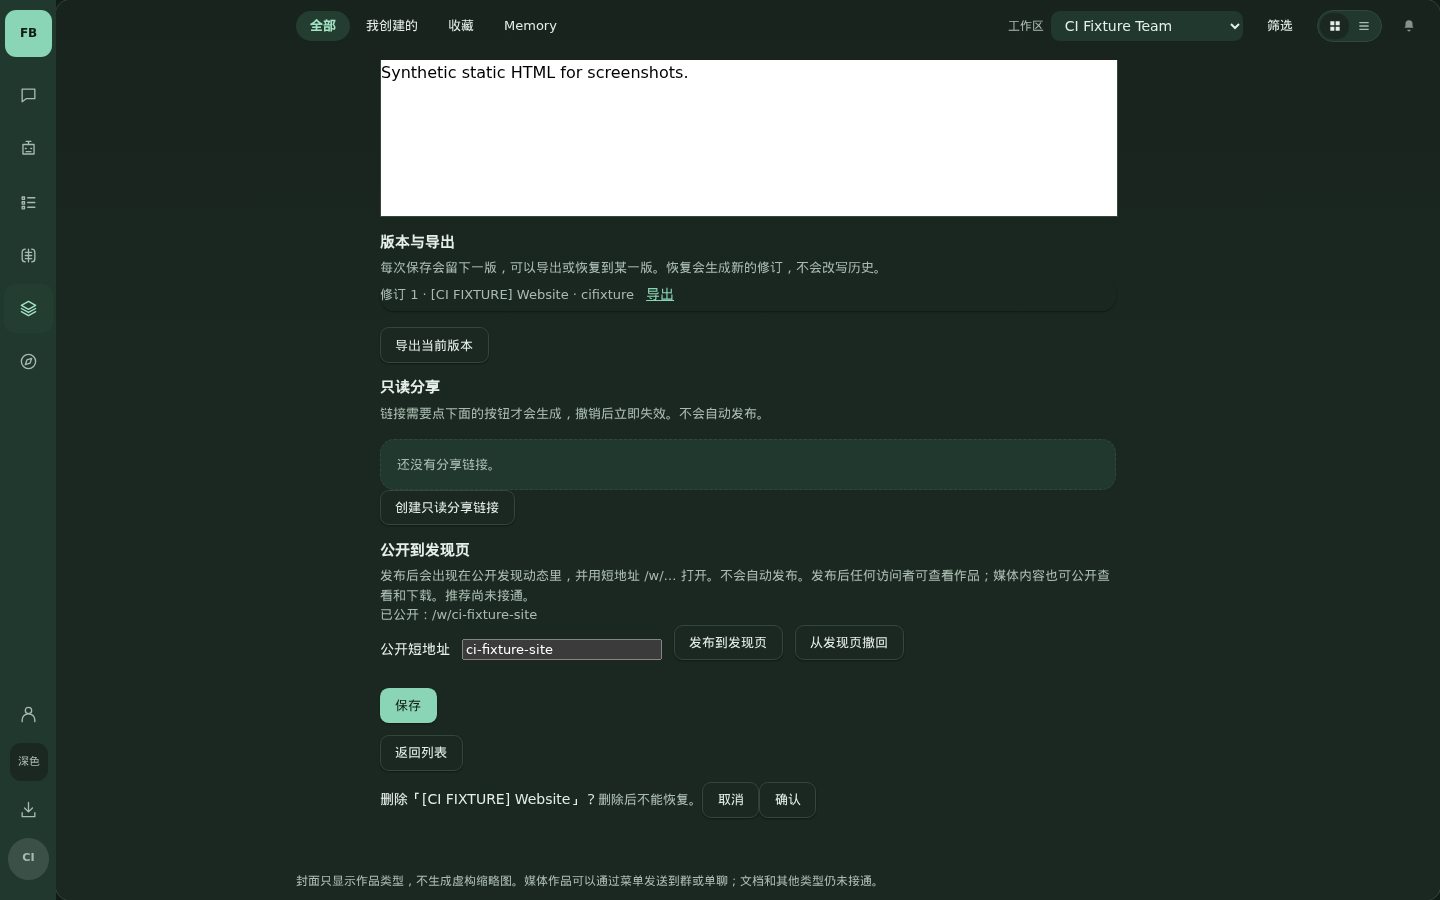 FB
全部 我创建的 收藏 Memory 工作区 CI Fixture Team 筛选
Synthetic static HTML for screenshots.
版本与导出
每次保存会留下一版，可以导出或恢复到某一版。恢复会生成新的修订，不会改写历史。
修订 1 · [CI FIXTURE] Website · cifixture 导出
导出当前版本
只读分享
链接需要点下面的按钮才会生成，撤销后立即失效。不会自动发布。
还没有分享链接。
创建只读分享链接
公开到发现页
发布后会出现在公开发现动态里，并用短地址 /w/... 打开。不会自动发布。发布后任何访问者可查看作品；媒体内容也可公开查
看和下载。推荐尚未接通。
已公开：/w/ci-fixture-site
公开短地址 ci-fixture-site 发布到发现页 从发现页撤回
保存
返回列表
深色
删除「[CI FIXTURE] Website」？删除后不能恢复。 取消 确认
CI
封面只显示作品类型，不生成虚构缩略图。媒体作品可以通过菜单发送到群或单聊；文档和其他类型仍未接通。